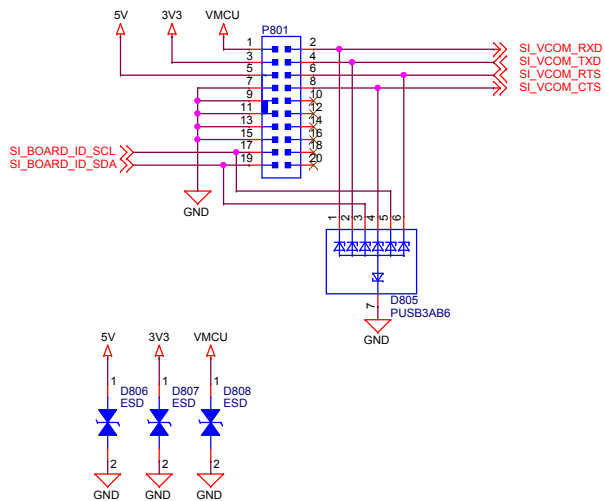 5V 3V3 VMCU
P801
1 2 SI_VCOM_RXD
3 4 SI_VCOM_TXD
5 6 SI_VCOM_RTS
7 8 SI_VCOM_CTS
9 10
11 12
13 14
15 16
SI_BOARD_ID_SCL 17 18
SI_BOARD_ID_SDA 19 20
GND
1 2 3 4 5 6
7 D805
PUSB3AB6
GND
5V 3V3 VMCU
1 1 1
D806 D807 D808
ESD ESD ESD
2 2 2
GND GND GND